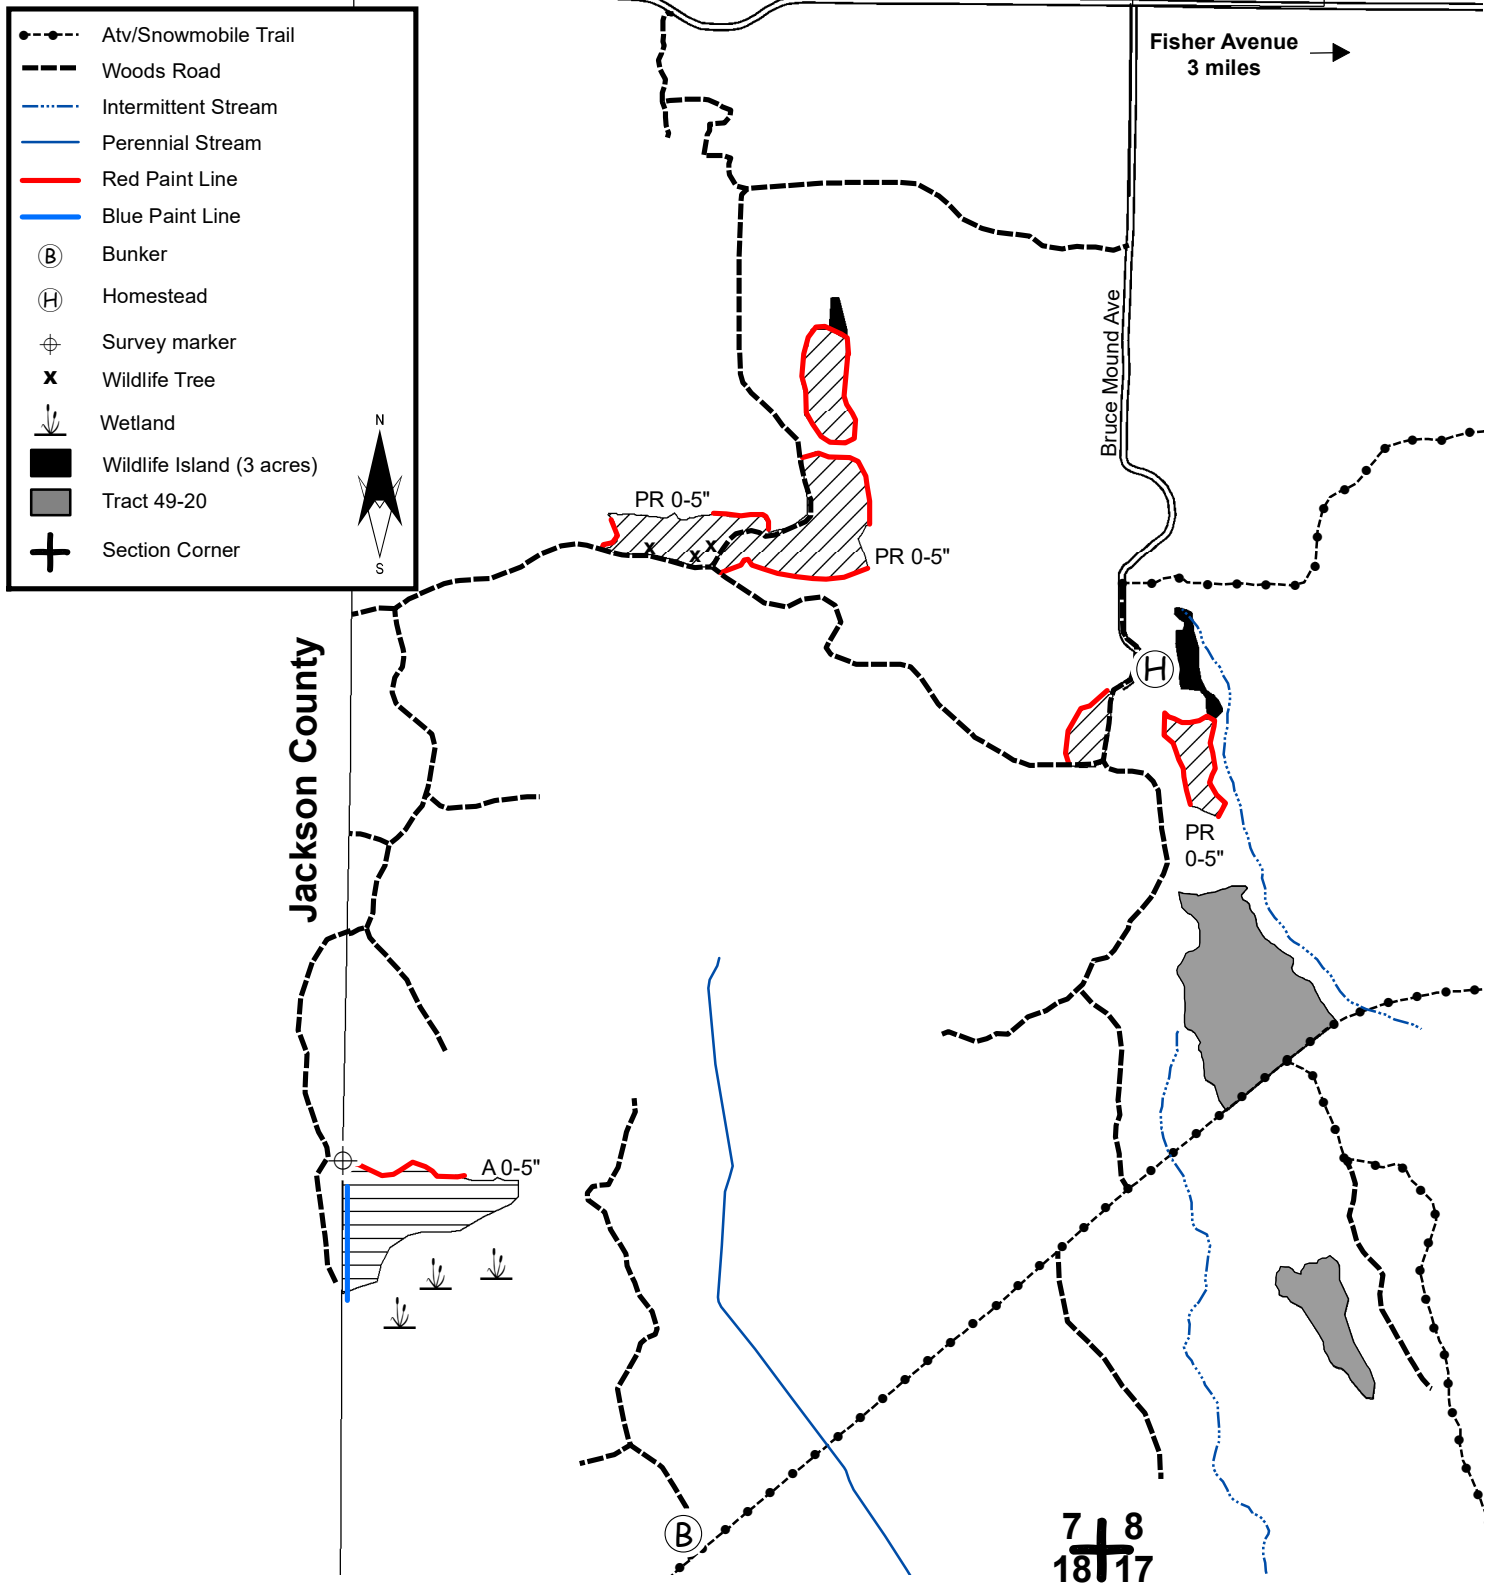 Atv/Snowmobile Trail
Woods Road
Intermittent Stream
Perennial Stream
Red Paint Line
Blue Paint Line
B Bunker
H Homestead
Survey marker
x Wildlife Tree
Wetland
Wildlife Island (3 acres)
Tract 49-20
Section Corner
N
S
Fisher Avenue
3 miles
Bruce Mound Ave
PR 0-5"
x x x
PR 0-5"
H
Jackson County
PR
0-5"
A 0-5"
B
7 8
18 17